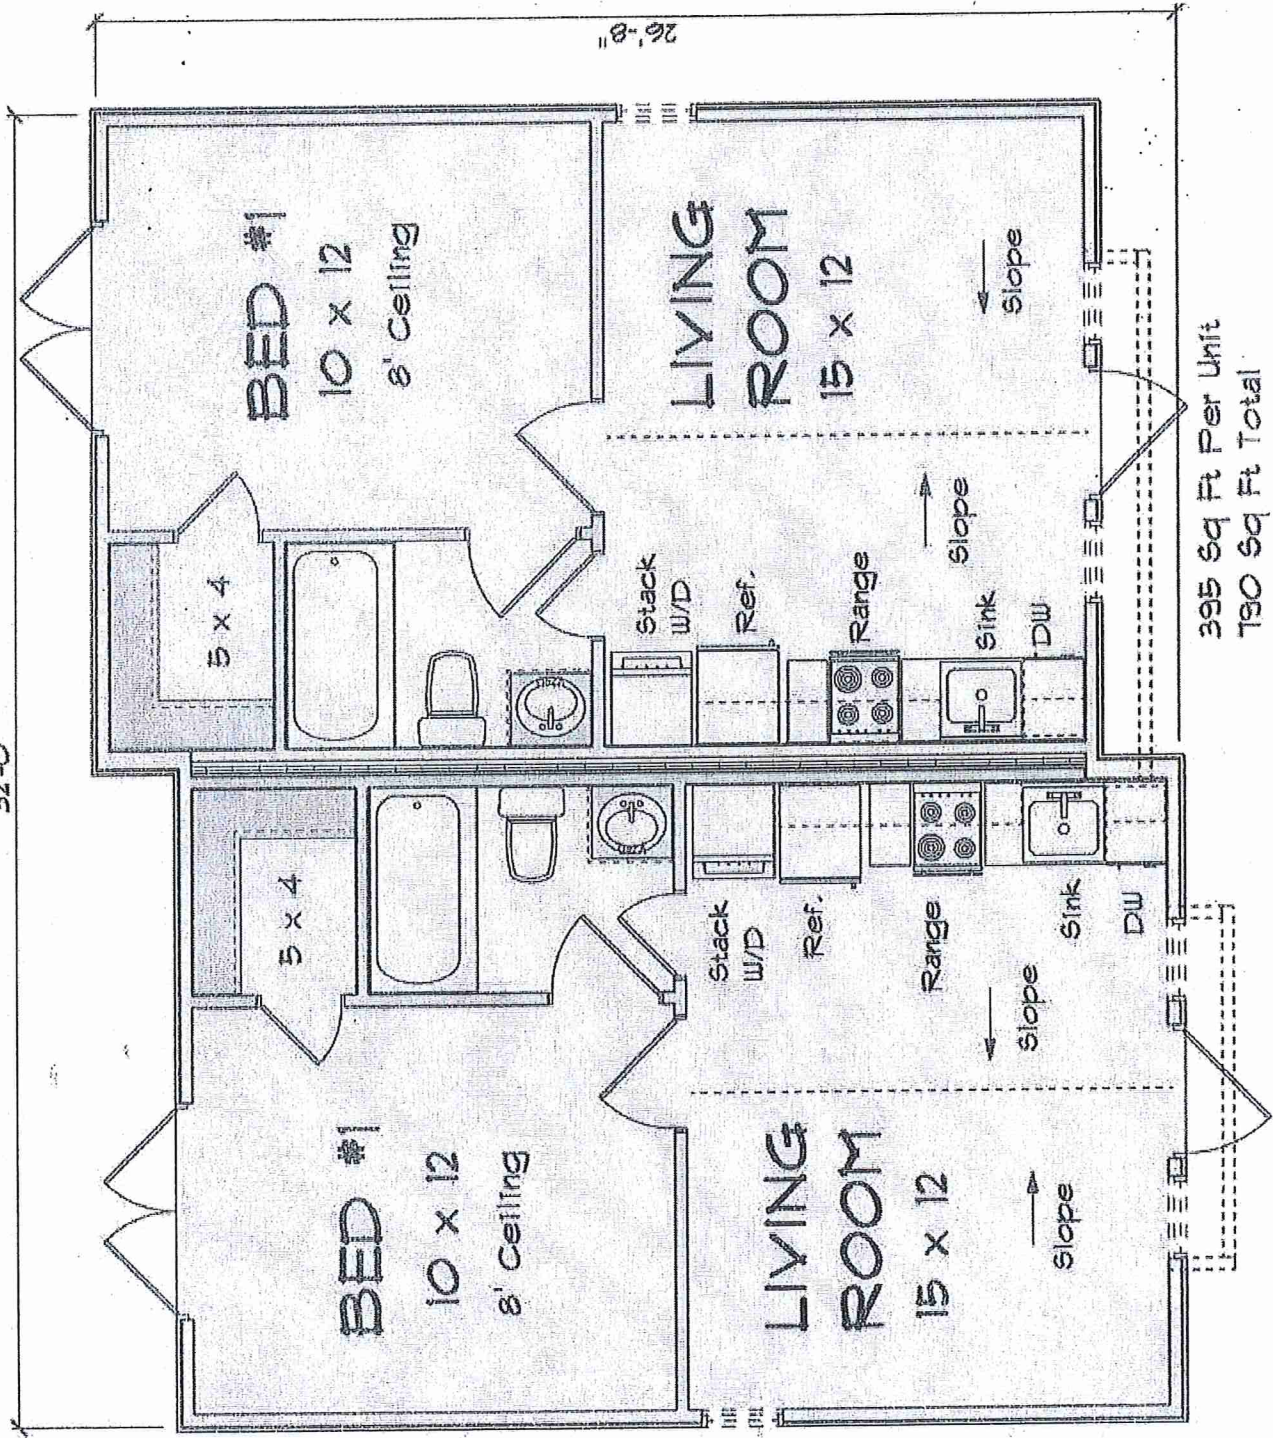 26'-8"
BED #1
10 x 12
8' Ceiling
5 x 4
LIVING
ROOM
15 x 12
Slope
Slope
Stack
W/D
Ref.
Range
Sink
DW
BED #1
10 x 12
8' Ceiling
5 x 4
LIVING
ROOM
15 x 12
Slope
Slope
Stack
W/D
Ref.
Range
Sink
DW
395 Sq Ft Per Unit
790 Sq Ft Total